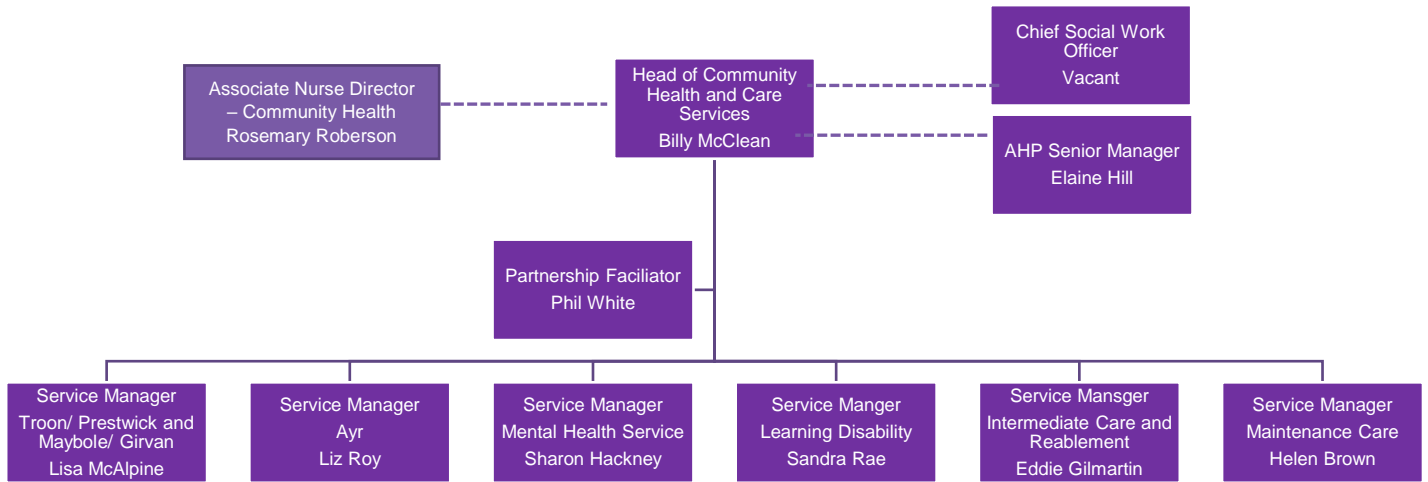 Chief Social Work
Officer
Vacant
Head of Community
Health and Care
Services
Billy McClean
Associate Nurse Director
– Community Health
Rosemary Roberson
AHP Senior Manager
Elaine Hill
Partnership Faciliator
Phil White
Service Manager
Troon/ Prestwick and
Maybole/ Girvan
Lisa McAlpine
Service Manager
Ayr
Liz Roy
Service Manager
Mental Health Service
Sharon Hackney
Service Manger
Learning Disability
Sandra Rae
Service Mansger
Intermediate Care and
Reablement
Eddie Gilmartin
Service Manager
Maintenance Care
Helen Brown